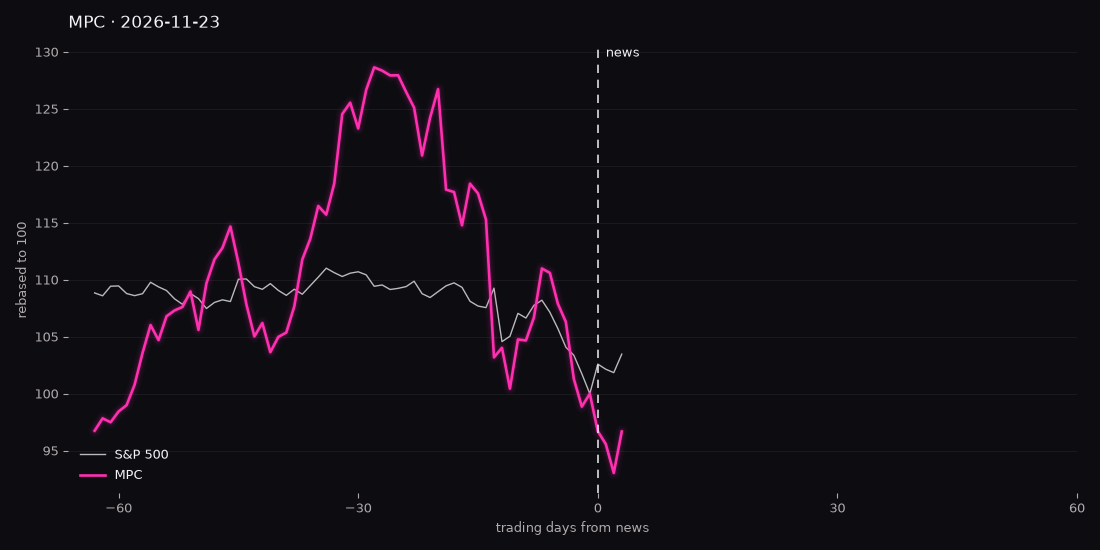 MPC · 2026-11-23
news
rebased to 100
130
125
120
115
110
105
100
95
S&P 500
MPC
−60
−30
0
30
60
trading days from news